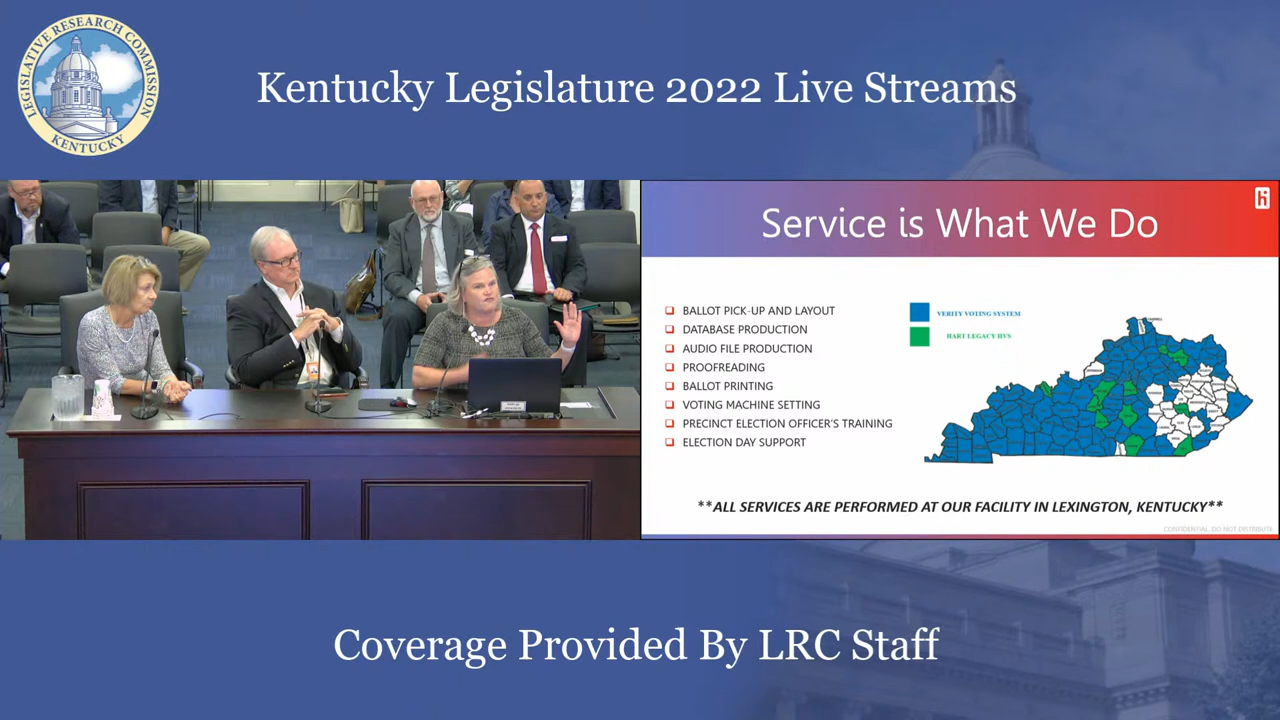 LEGISLATIVE RESEARCH COMMISSION
KENTUCKY
Kentucky Legislature 2022 Live Streams
Service is What We Do
BALLOT PICK-UP AND LAYOUT
DATABASE PRODUCTION
AUDIO FILE PRODUCTION
PROOFREADING
BALLOT PRINTING
VOTING MACHINE SETTING
PRECINCT ELECTION OFFICER'S TRAINING
ELECTION DAY SUPPORT
VERITY VOTING SYSTEM
HART LEGACY HVS
**ALL SERVICES ARE PERFORMED AT OUR FACILITY IN LEXINGTON, KENTUCKY**
CONFIDENTIAL: DO NOT DISTRIBUTE
Coverage Provided By LRC Staff